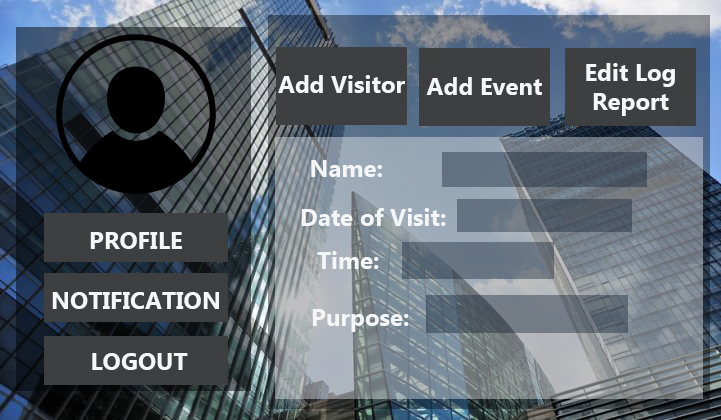 PROFILE
NOTIFICATION
LOGOUT
Add Visitor
Add Event
Edit Log
Report
Name:
Date of Visit:
Time:
Purpose: